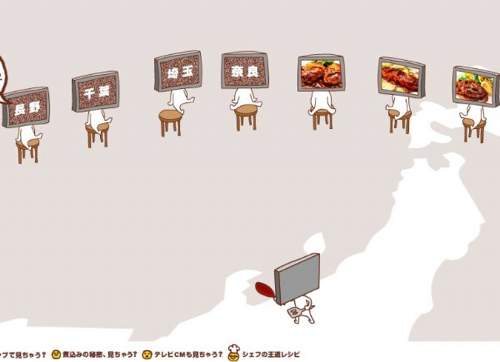 長野
千葉
埼玉
奈良
ップで見ちゃう?
煮込みの秘密、見ちゃう?
テレビCMも見ちゃう?
シェフの王道レシピ